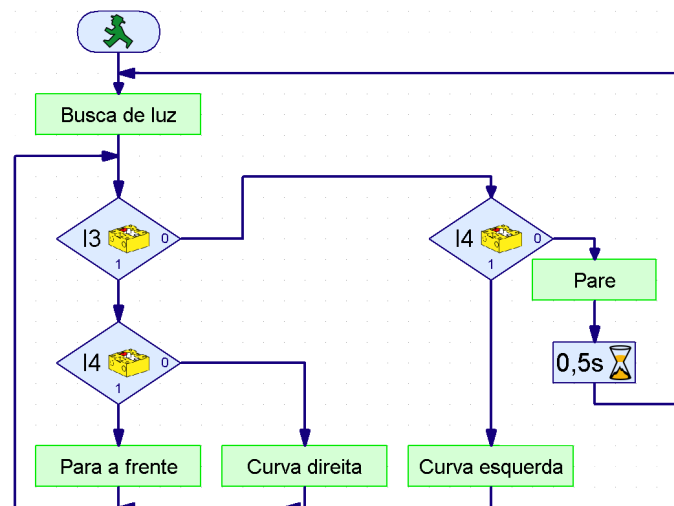 Busca de luz
I3
0
1
I4
0
1
Pare
0,5s
I4
0
1
Para a frente
Curva direita
Curva esquerda